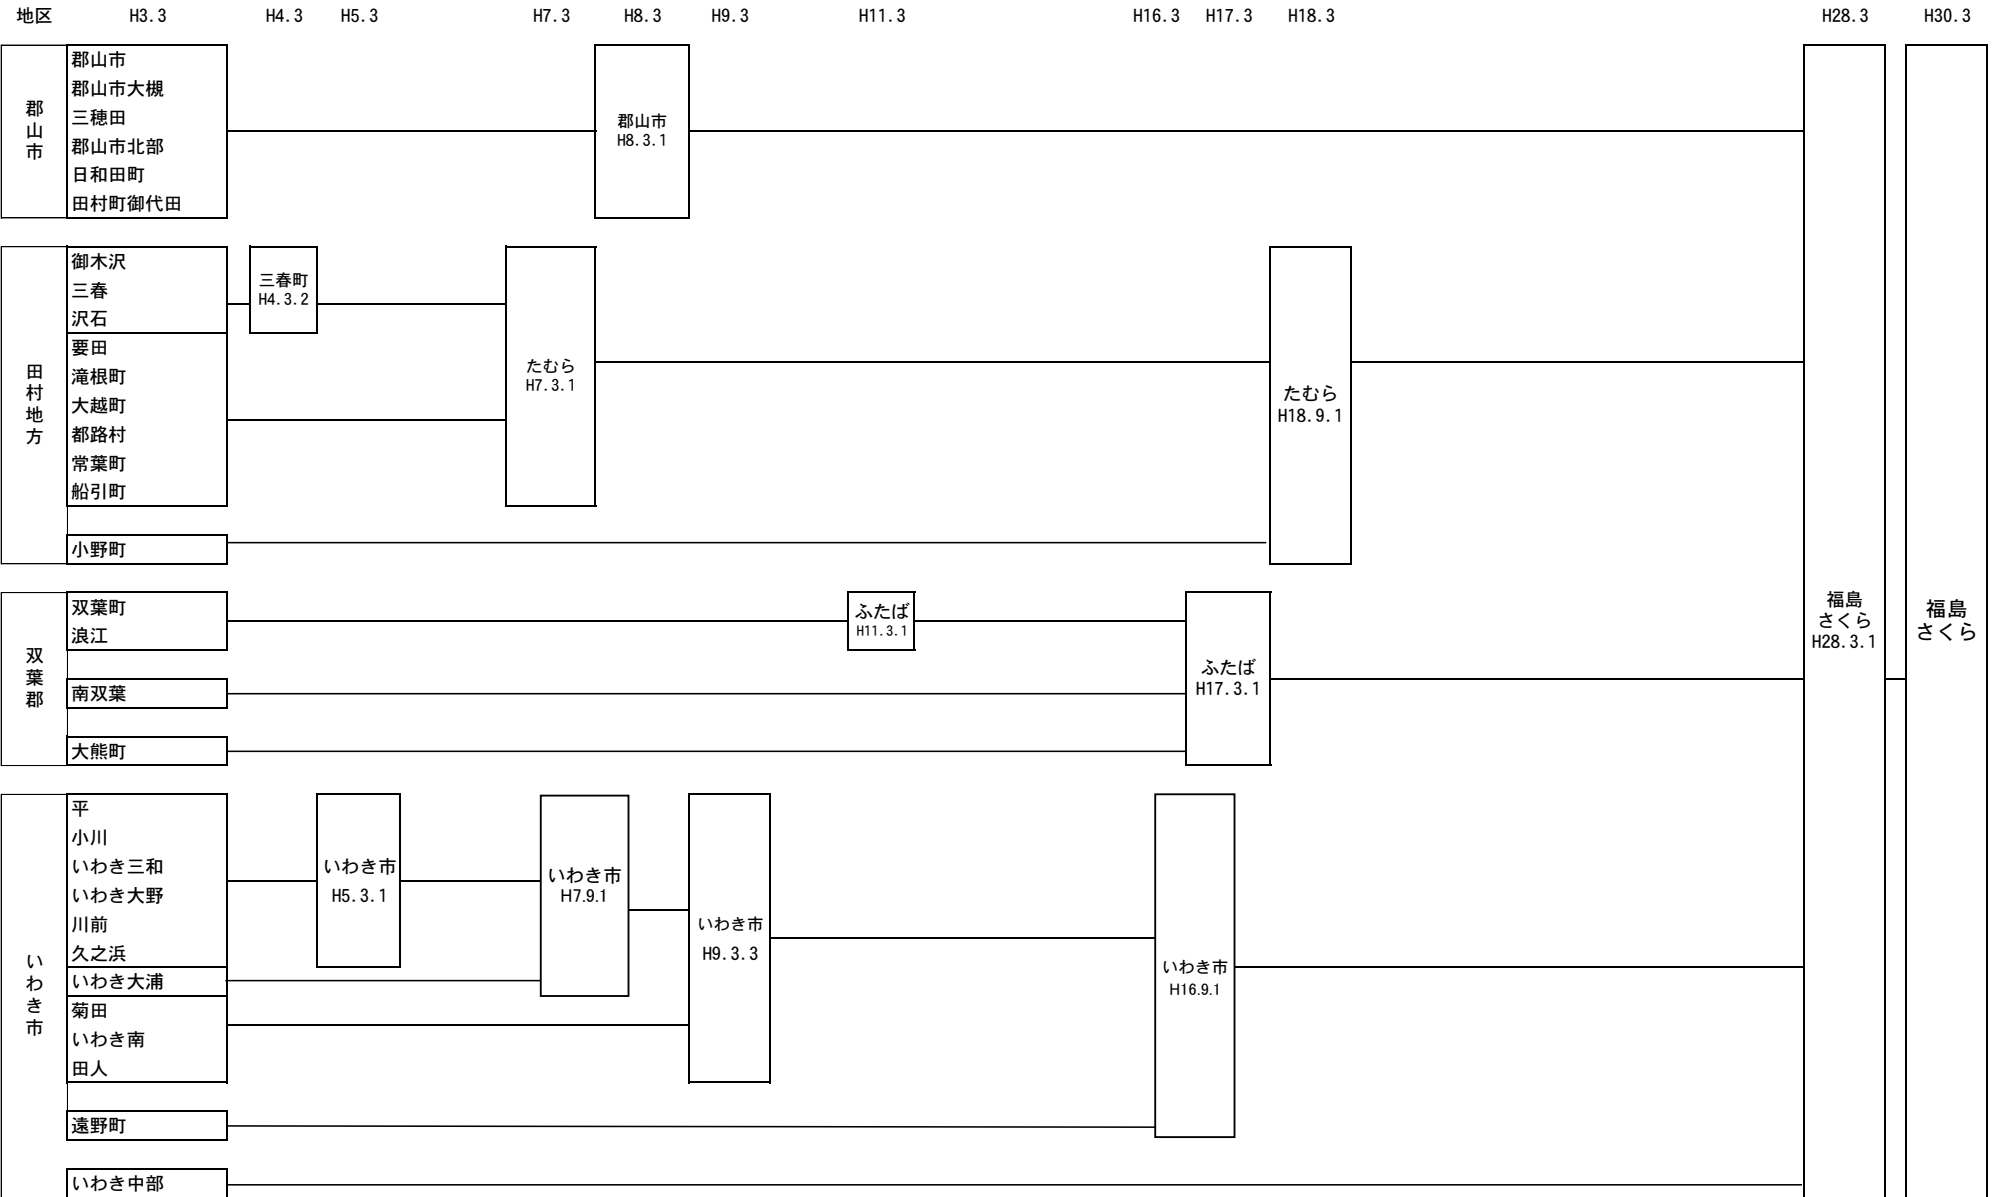 地区 H3.3 H4.3 H5.3 H7.3 H8.3 H9.3 H11.3 H16.3 H17.3 H18.3 H28.3 H30.3
郡山市
郡山市
郡山市大槻
三穂田
郡山市北部
日和田町
田村町御代田
郡山市
H8.3.1
田村地方
御木沢
三春
沢石
要田
滝根町
大越町
都路村
常葉町
船引町
小野町
三春町
H4.3.2
たむら
H7.3.1
たむら
H18.9.1
双葉郡
双葉町
浪江
南双葉
大熊町
ふたば
H11.3.1
ふたば
H17.3.1
いわき市
平
小川
いわき三和
いわき大野
川前
久之浜
いわき大浦
菊田
いわき南
田人
遠野町
いわき中部
いわき市
H5.3.1
いわき市
H7.9.1
いわき市
H9.3.3
いわき市
H16.9.1
福島
さくら
H28.3.1
福島
さくら